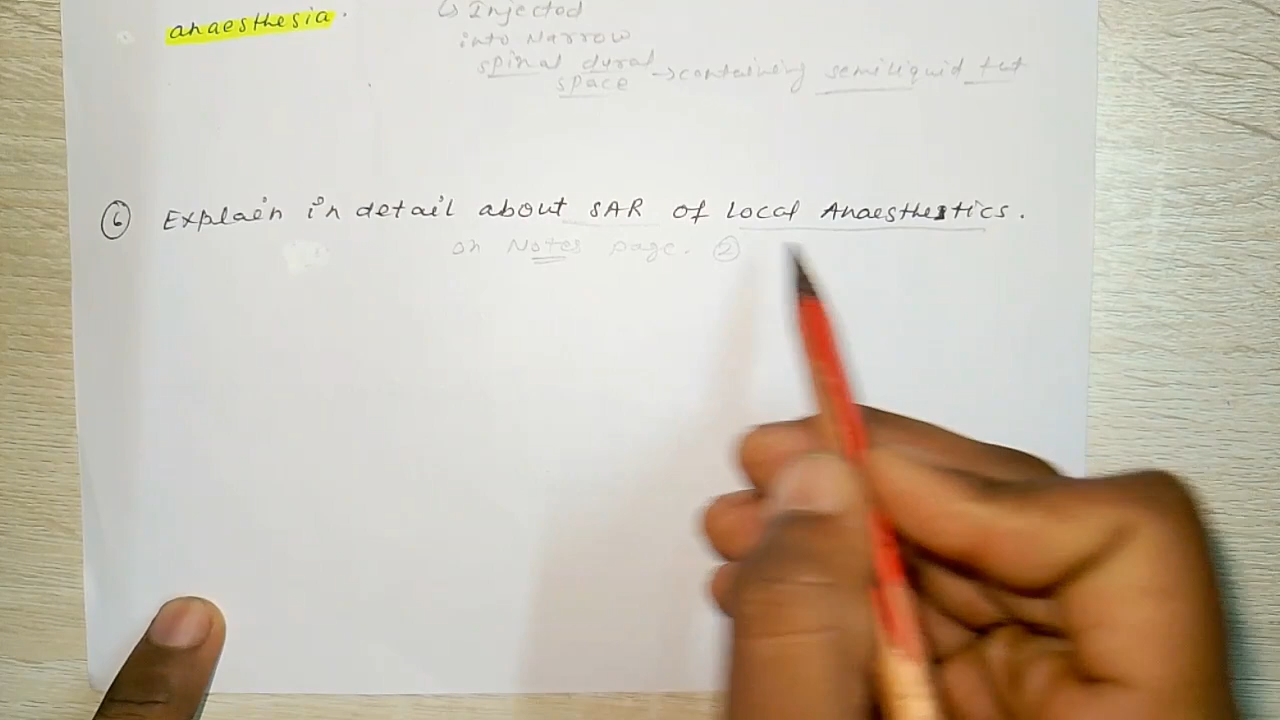 anaesthesia.
↳ Injected
into Narrow
spinal dural → containing semiliquid fat
space
⑥ Explain in detail about SAR of Local Anaesthetics.
on Notes page. ②